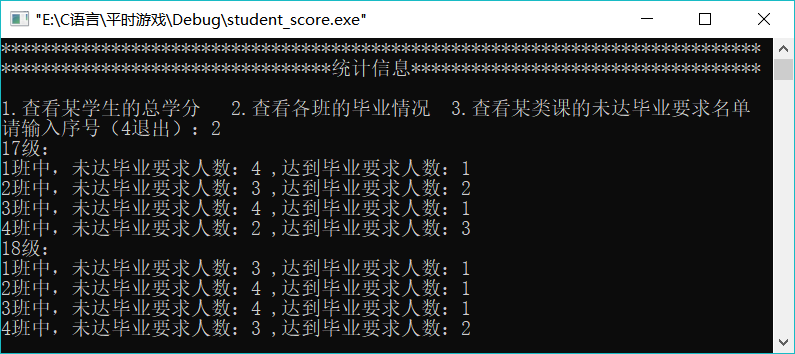 "E:\C语言\平时游戏\Debug\student_score.exe"
****************************************************************************
*********************************统计信息***********************************
1.查看某学生的总学分   2.查看各班的毕业情况  3.查看某类课的未达毕业要求名单
请输入序号（4退出）：2
17级：
1班中，未达毕业要求人数：4 ,达到毕业要求人数：1
2班中，未达毕业要求人数：3 ,达到毕业要求人数：2
3班中，未达毕业要求人数：4 ,达到毕业要求人数：1
4班中，未达毕业要求人数：2 ,达到毕业要求人数：3
18级：
1班中，未达毕业要求人数：3 ,达到毕业要求人数：1
2班中，未达毕业要求人数：4 ,达到毕业要求人数：1
3班中，未达毕业要求人数：4 ,达到毕业要求人数：1
4班中，未达毕业要求人数：3 ,达到毕业要求人数：2